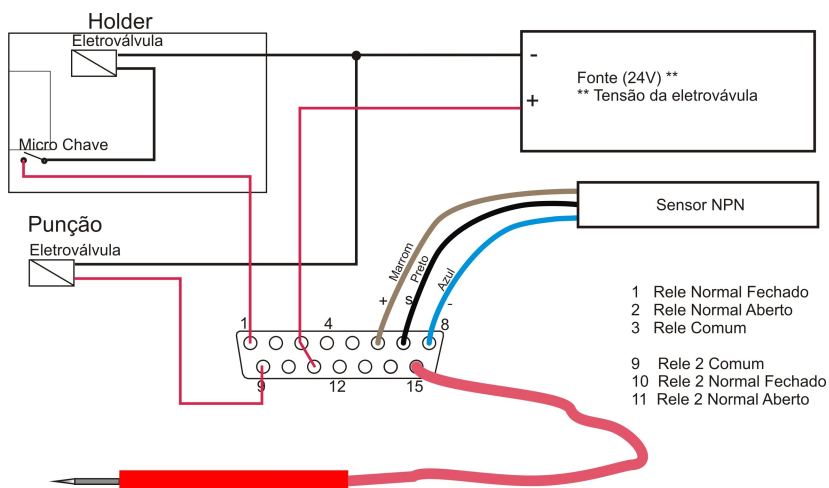 Holder
Eletroválvula
Micro Chave
-
+
Fonte (24V) **
** Tensão da eletrovávula
Sensor NPN
Punção
Eletroválvula
Marrom
Preto
Azul
+
S
-
1
4
8
9
12
15
1 Rele Normal Fechado
2 Rele Normal Aberto
3 Rele Comum
9 Rele 2 Comum
10 Rele 2 Normal Fechado
11 Rele 2 Normal Aberto